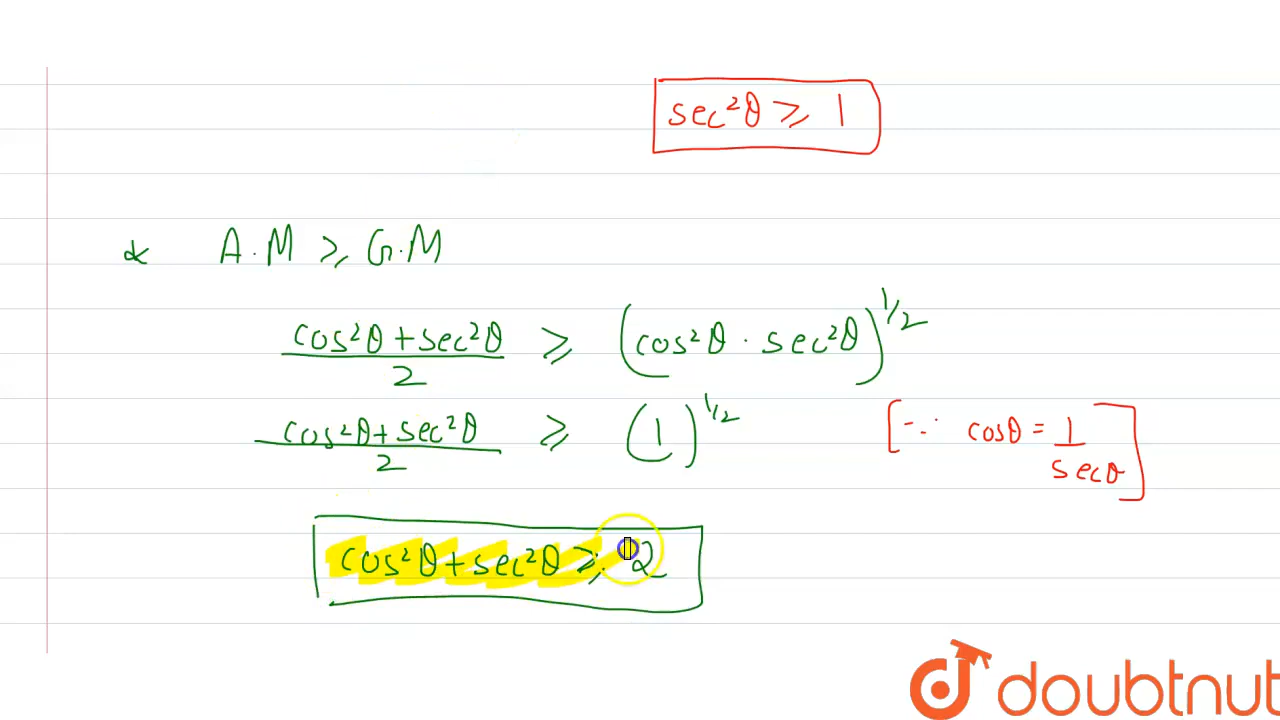 sec²θ ≥ 1
& A.M ≥ G.M
(cos²θ + sec²θ)/2 ≥ (cos²θ · sec²θ)^1/2
(cos²θ + sec²θ)/2 ≥ (1)^1/2 [∵ cosθ = 1/secθ]
cos²θ + sec²θ ≥ 2
doubtnut